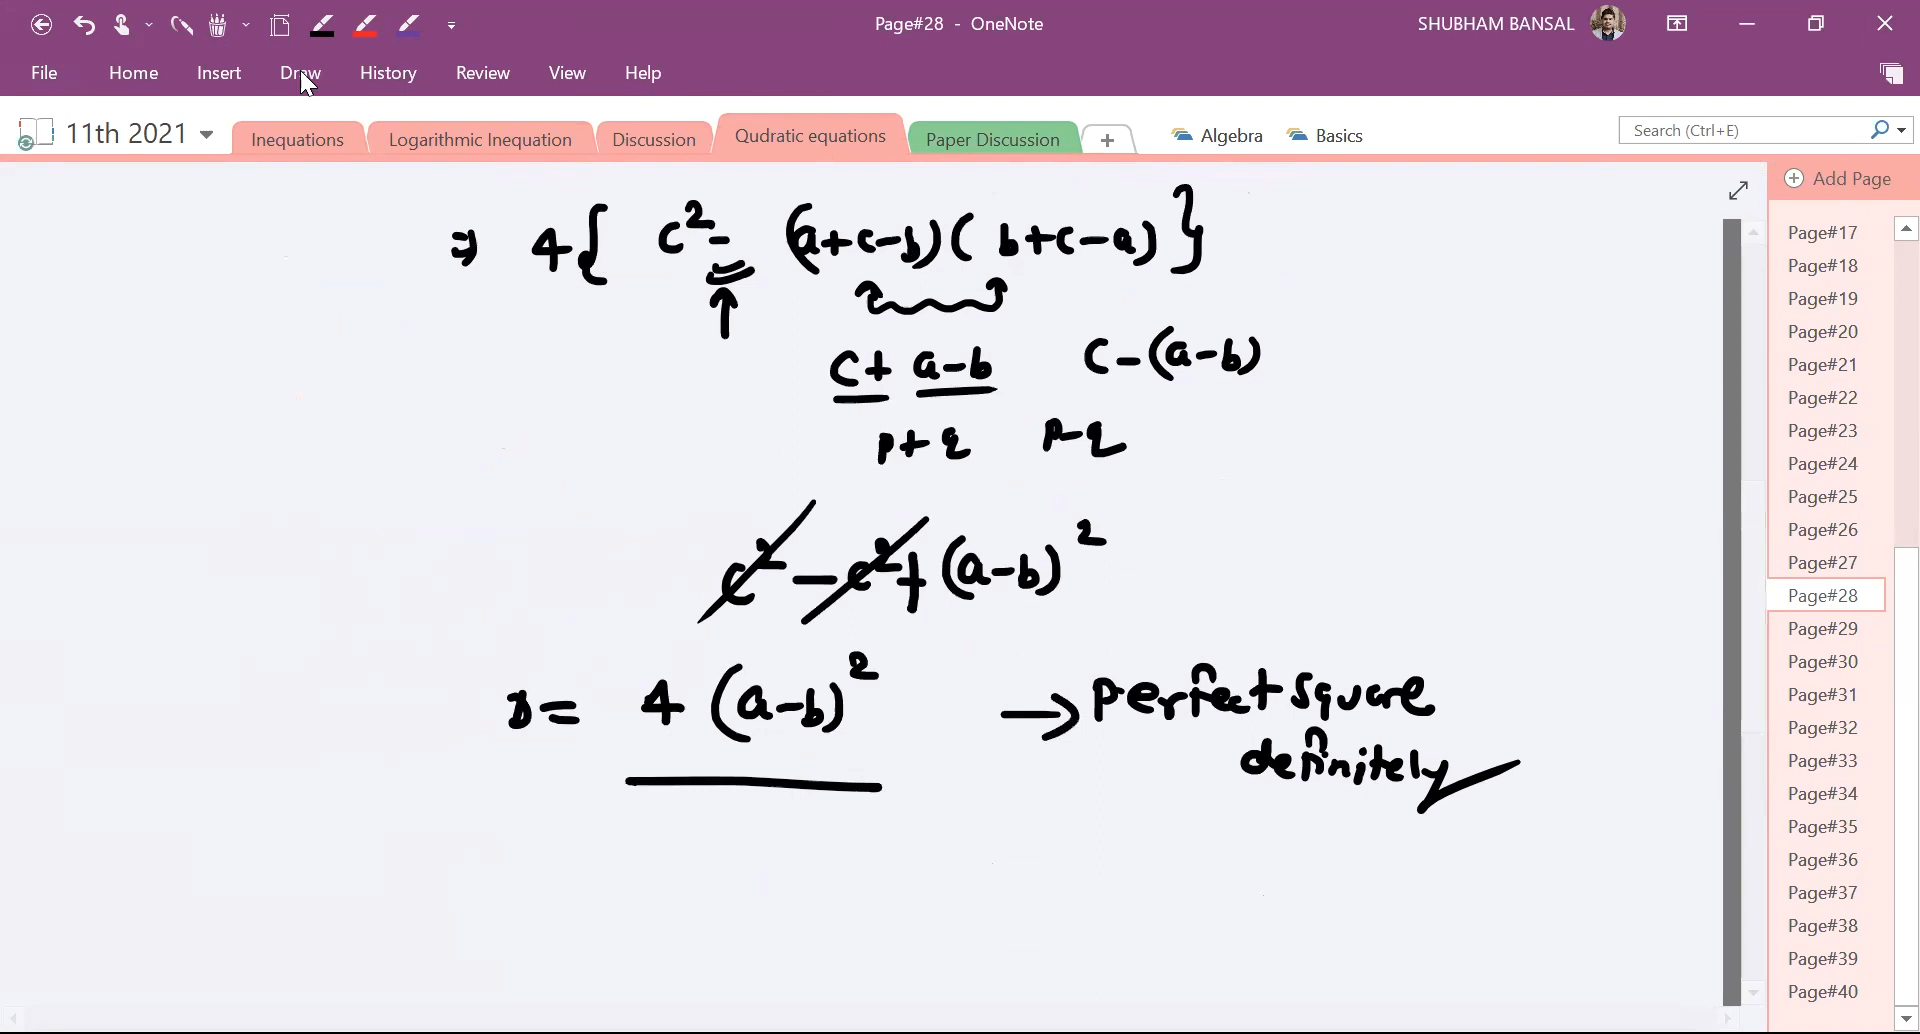 Page#28 - OneNote
SHUBHAM BANSAL
File Home Insert Draw History Review View Help
11th 2021
Inequations
Logarithmic Inequation
Discussion
Qudratic equations
Paper Discussion
+
Algebra
Basics
Search (Ctrl+E)
Add Page
Page#17
Page#18
Page#19
Page#20
Page#21
Page#22
Page#23
Page#24
Page#25
Page#26
Page#27
Page#28
Page#29
Page#30
Page#31
Page#32
Page#33
Page#34
Page#35
Page#36
Page#37
Page#38
Page#39
Page#40
⇒ 4{ c² - (a+c-b)(b+c-a)}
c + a-b c-(a-b)
p+q p-q
c² - c² + (a-b)²
D = 4 (a-b)² → perfect square
definitely